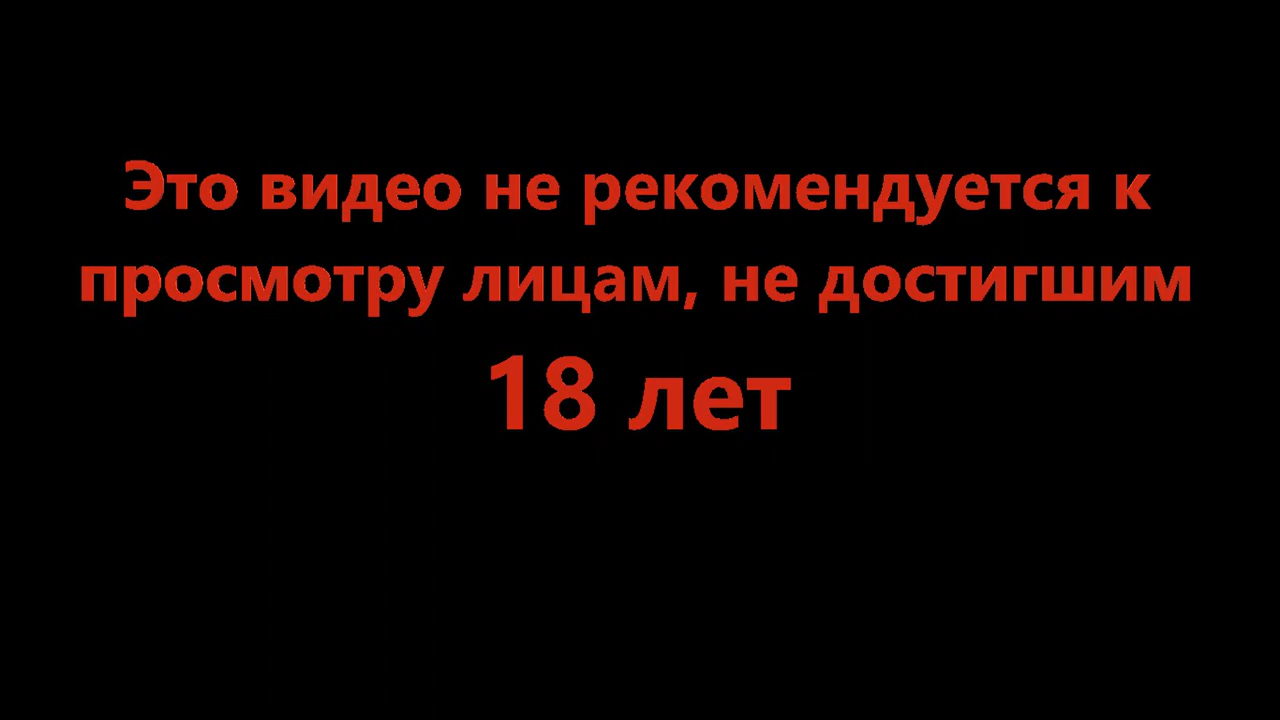 Это видео не рекомендуется к
просмотру лицам, не достигшим
18 лет